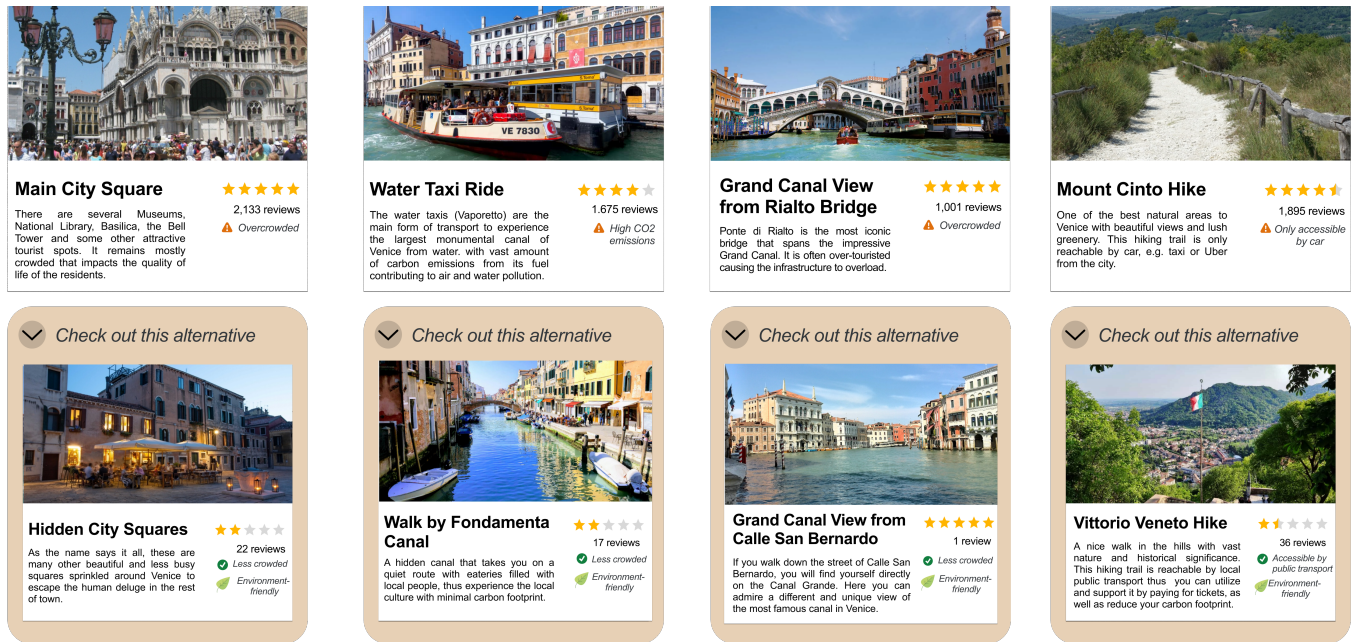 Main City Square
2,133 reviews
Overcrowded
There are several Museums,
National Library, Basilica, the Bell
Tower and some other attractive
tourist spots. It remains mostly
crowded that impacts the quality of
life of the residents.
VE 7830
Water Taxi Ride
1.675 reviews
High CO2
emissions
The water taxis (Vaporetto) are the
main form of transport to experience
the largest monumental canal of
Venice from water. with vast amount
of carbon emissions from its fuel
contributing to air and water pollution.
Grand Canal View
from Rialto Bridge
1,001 reviews
Overcrowded
Ponte di Rialto is the most iconic
bridge that spans the impressive
Grand Canal. It is often over-touristed
causing the infrastructure to overload.
Mount Cinto Hike
1,895 reviews
Only accessible
by car
One of the best natural areas to
Venice with beautiful views and lush
greenery. This hiking trail is only
reachable by car, e.g. taxi or Uber
from the city.
Check out this alternative
Hidden City Squares
22 reviews
Less crowded
Environment-
friendly
As the name says it all, these are
many other beautiful and less busy
squares sprinkled around Venice to
escape the human deluge in the rest
of town.
Check out this alternative
Walk by Fondamenta
Canal
17 reviews
Less crowded
Environment-
friendly
A hidden canal that takes you on a
quiet route with eateries filled with
local people, thus experience the local
culture with minimal carbon footprint.
Check out this alternative
Grand Canal View from
Calle San Bernardo
1 review
Less crowded
Environment-
friendly
If you walk down the street of Calle San
Bernardo, you will find yourself directly
on the Canal Grande. Here you can
admire a different and unique view of
the most famous canal in Venice.
Check out this alternative
Vittorio Veneto Hike
36 reviews
Accessible by
public transport
Environment-
friendly
A nice walk in the hills with vast
nature and historical significance.
This hiking trail is reachable by local
public transport thus you can utilize
and support it by paying for tickets, as
well as reduce your carbon footprint.